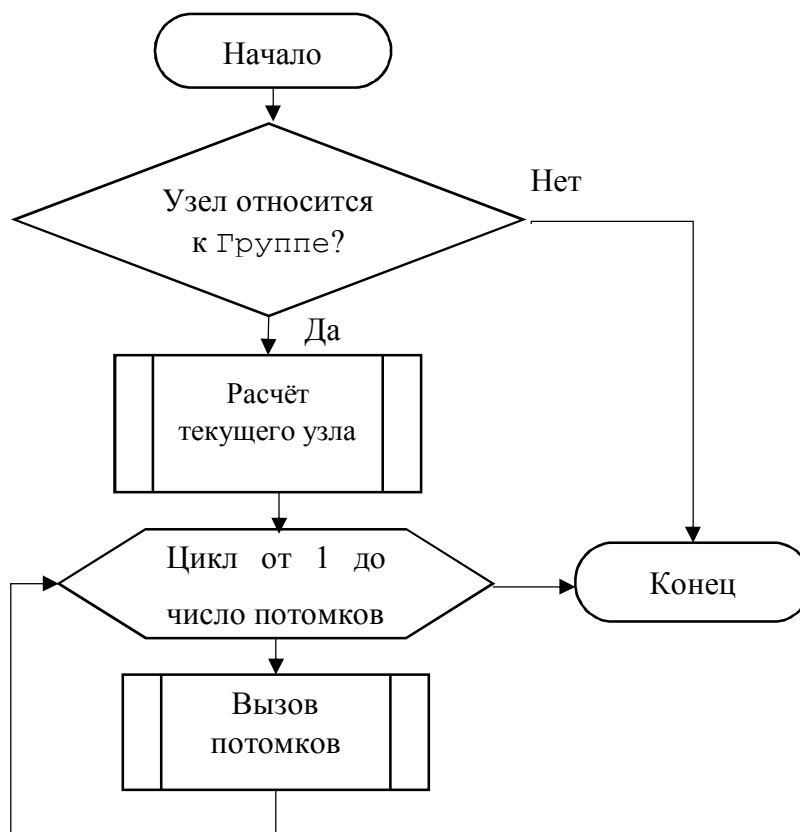 Начало
Нет
Узел относится
к Группе?
Да
Расчёт
текущего узла
Цикл от 1 до
число потомков
Конец
Вызов
потомков